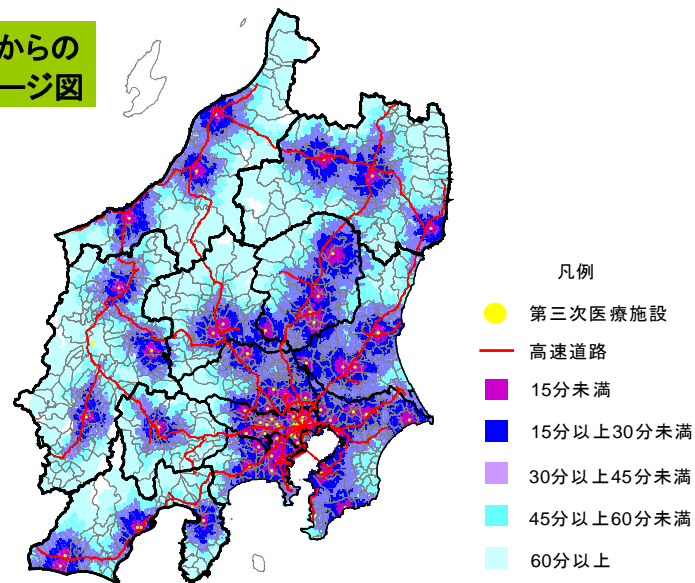 からの
ージ図
凡例
第三次医療施設
高速道路
15分未満
15分以上30分未満
30分以上45分未満
45分以上60分未満
60分以上